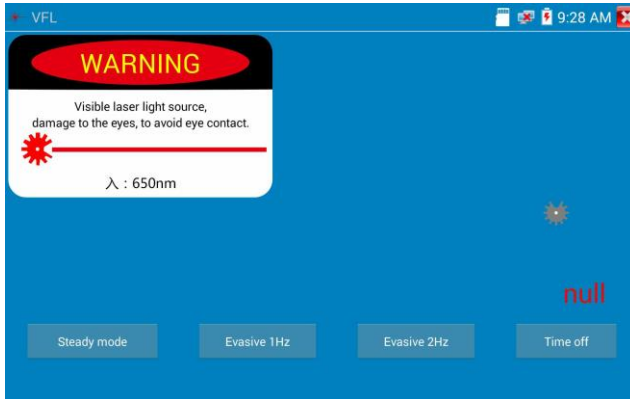 VFL
9:28 AM
WARNING
Visible laser light source,
damage to the eyes, to avoid eye contact.
入 : 650nm
null
Steady mode
Evasive 1Hz
Evasive 2Hz
Time off